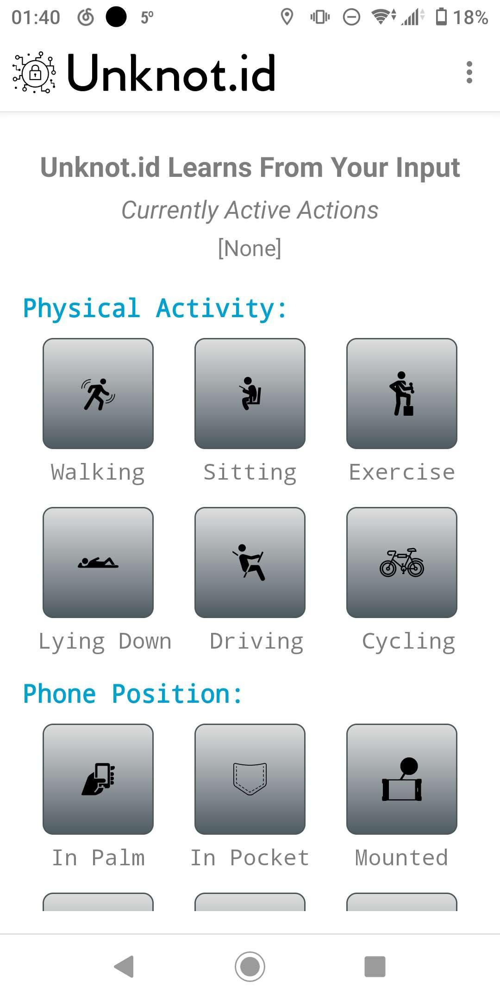 01:40 5º 18%
Unknot.id
Unknot.id Learns From Your Input
Currently Active Actions
[None]
Physical Activity:
Walking Sitting Exercise
Lying Down Driving Cycling
Phone Position:
In Palm In Pocket Mounted